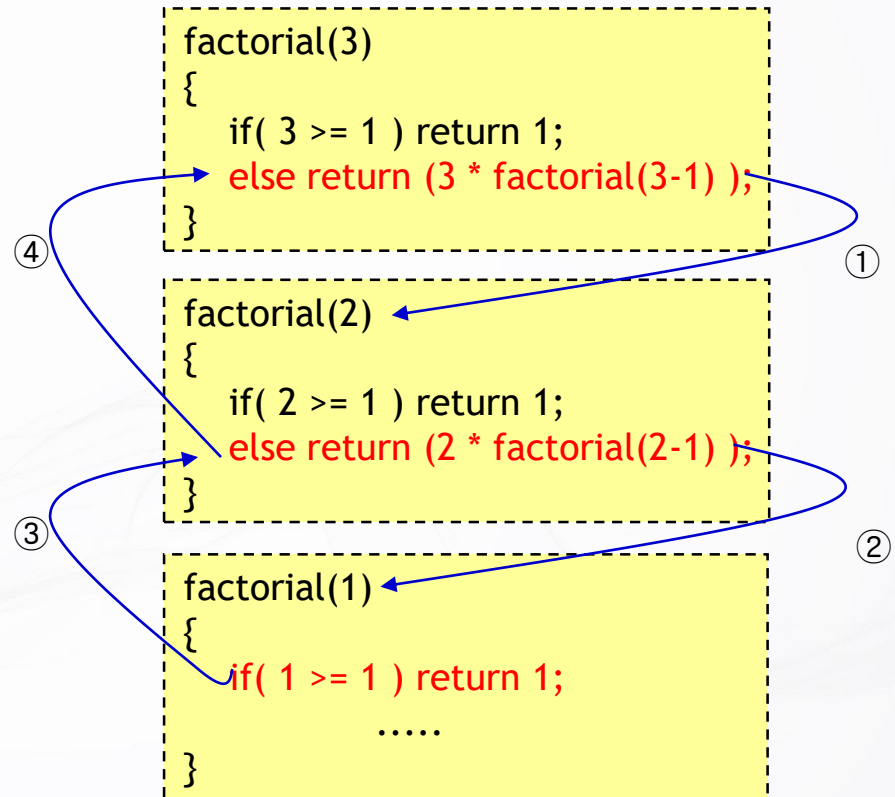 factorial(3)
{
if( 3 >= 1 ) return 1;
else return (3 * factorial(3-1) );
}
④
①
factorial(2)
{
if( 2 >= 1 ) return 1;
else return (2 * factorial(2-1) );
}
③
②
factorial(1)
{
if( 1 >= 1 ) return 1;
.....
}